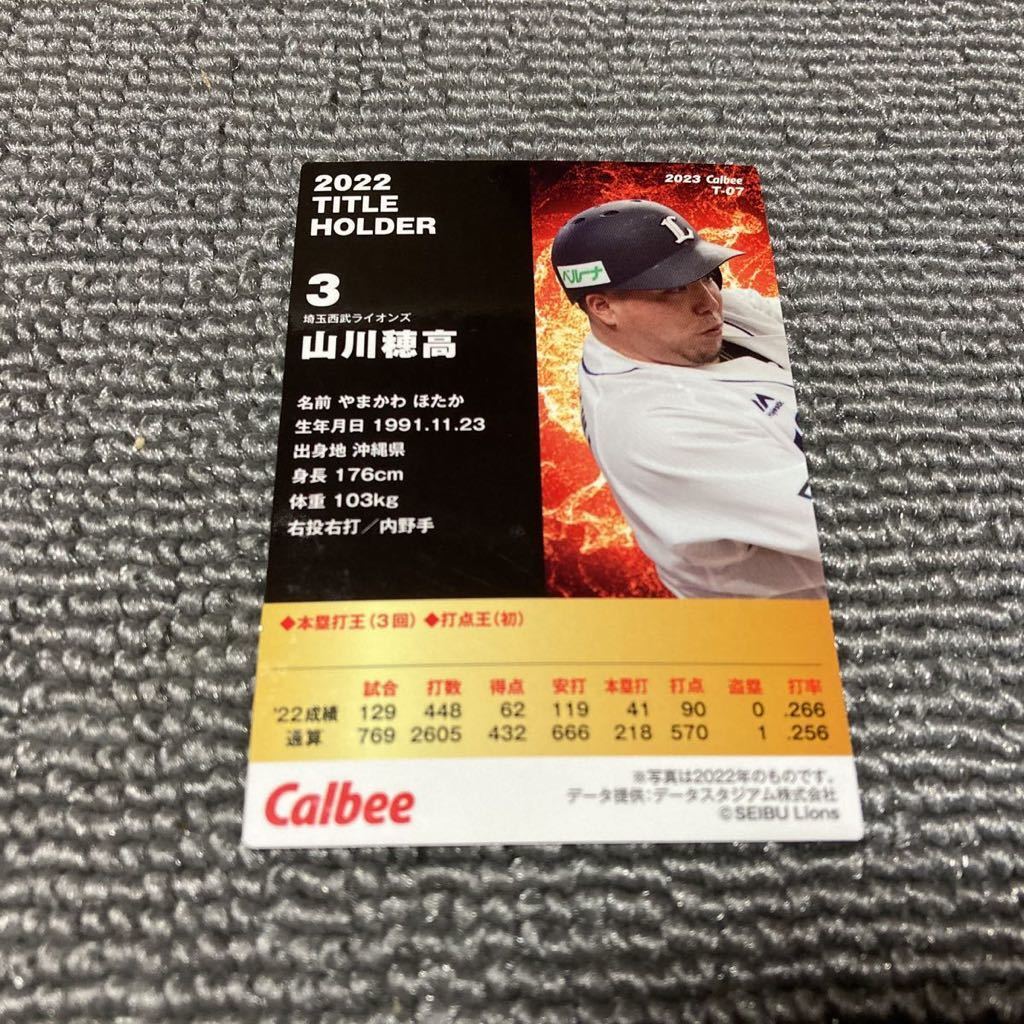 2022
TITLE
HOLDER
2023 Calbee
T-07
L
ベルーナ
3
埼玉西武ライオンズ
山川穂高
名前 やまかわ ほたか
生年月日 1991.11.23
出身地 沖縄県
身長 176cm
体重 103kg
右投右打/内野手
◆本塁打王(3回) ◆打点王(初)
試合 打数 得点 安打 本塁打 打点 盗塁 打率
'22成績 129 448 62 119 41 90 0 .266
通算 769 2605 432 666 218 570 1 .256
Calbee
※写真は2022年のものです。
データ提供:データスタジアム株式会社
©SEIBU Lions